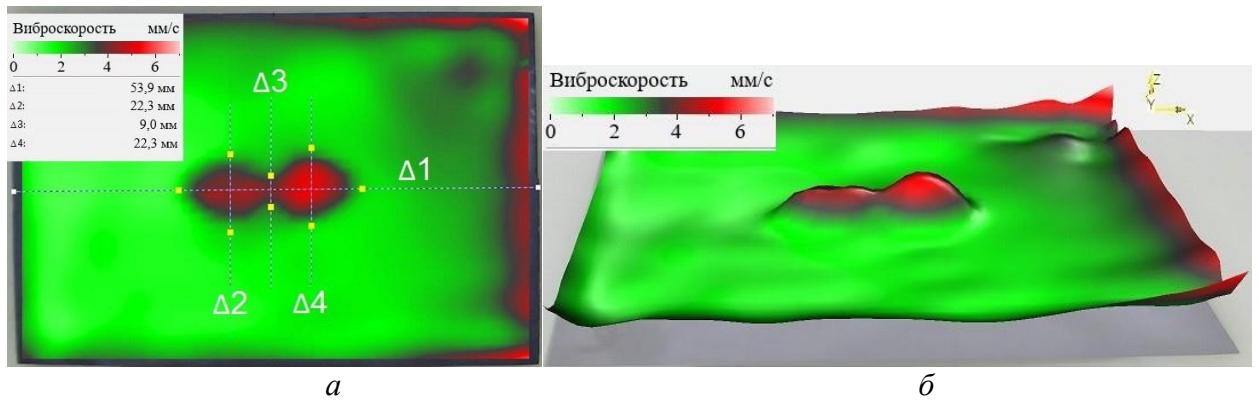 Виброскорость мм/с
0 2 4 6
Δ1: 53,9 мм
Δ2: 22,3 мм
Δ3: 9,0 мм
Δ4: 22,3 мм
Δ3
Δ1
Δ2 Δ4
а
Виброскорость мм/с
0 2 4 6
Z
Y
X
б